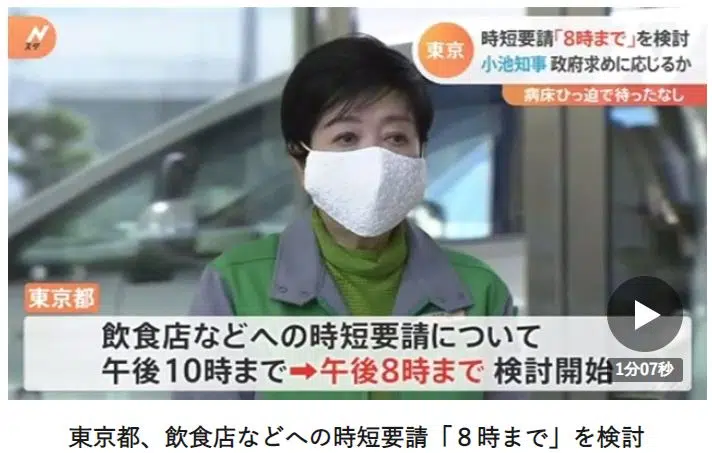 N
スタ
東京
時短要請「8時まで」を検討
小池知事 政府求めに応じるか
病床ひっ迫で待ったなし
東京都
飲食店などへの時短要請について
午後10時まで➡午後8時まで 検討開始
1分07秒
東京都、飲食店などへの時短要請「８時まで」を検討